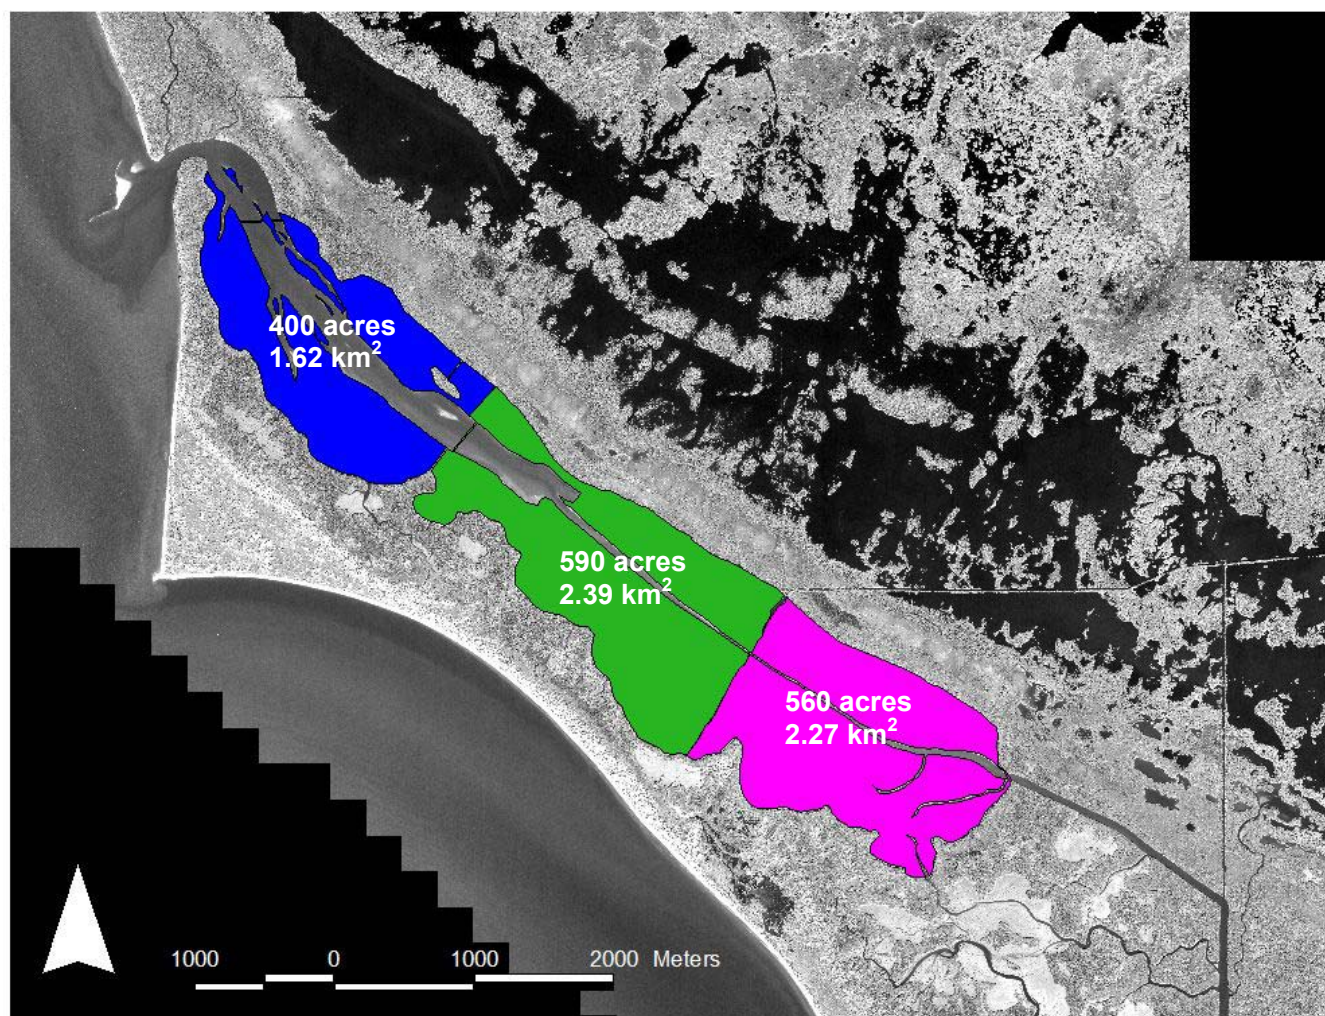 400 acres
1.62 km²
590 acres
2.39 km²
560 acres
2.27 km²
1000 0 1000 2000 Meters